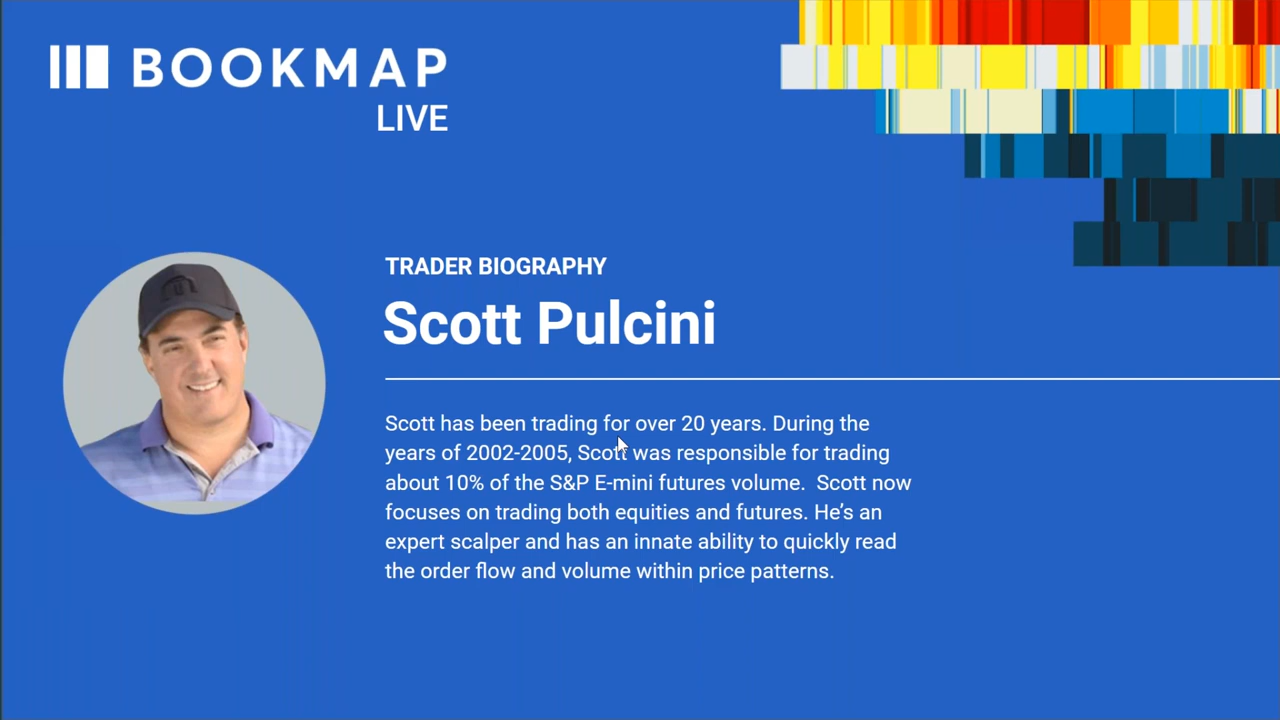 BOOKMAP
LIVE
TRADER BIOGRAPHY
Scott Pulcini
Scott has been trading for over 20 years. During the
years of 2002-2005, Scott was responsible for trading
about 10% of the S&P E-mini futures volume.  Scott now
focuses on trading both equities and futures. He’s an
expert scalper and has an innate ability to quickly read
the order flow and volume within price patterns.